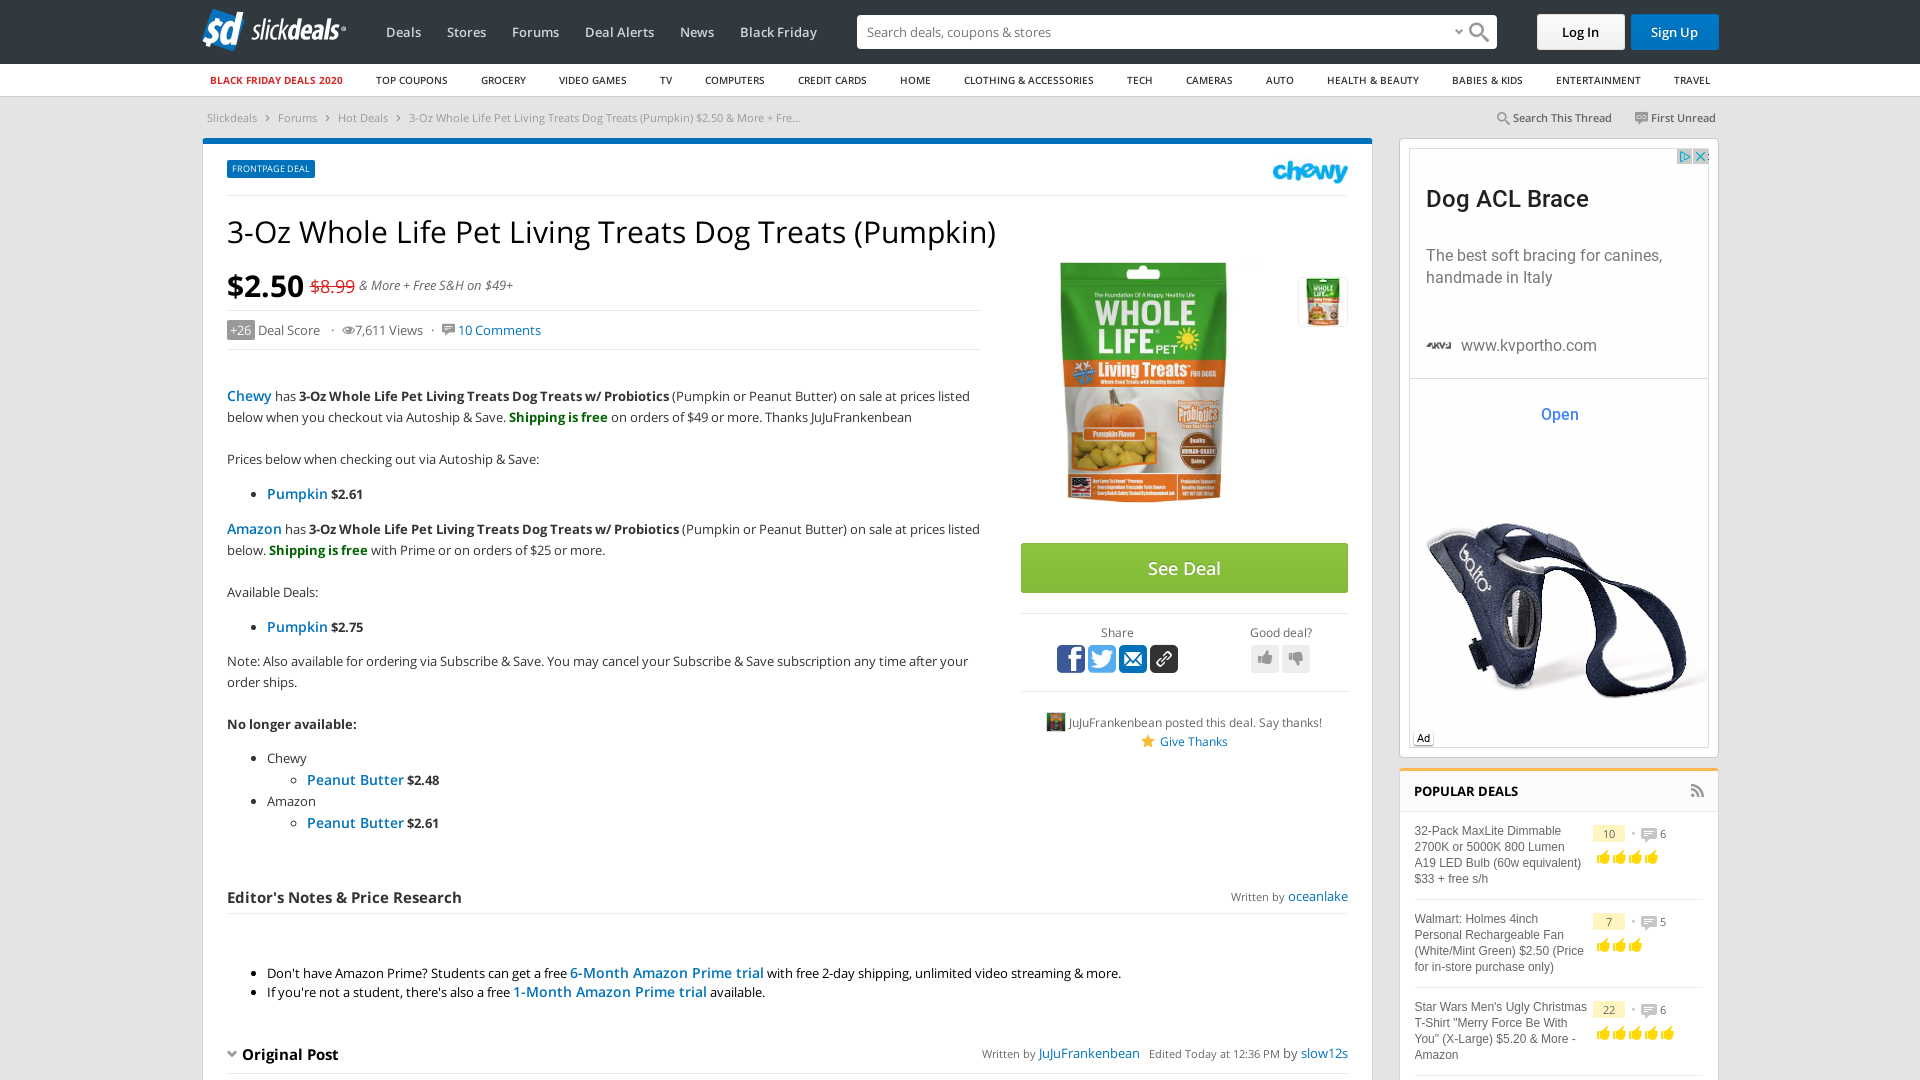 slickdeals
Deals
Stores
Forums
Deal Alerts
News
Black Friday
Search deals, coupons & stores
Log In
Sign Up
BLACK FRIDAY DEALS 2020
TOP COUPONS
GROCERY
VIDEO GAMES
TV
COMPUTERS
CREDIT CARDS
HOME
CLOTHING & ACCESSORIES
TECH
CAMERAS
AUTO
HEALTH & BEAUTY
BABIES & KIDS
ENTERTAINMENT
TRAVEL
Slickdeals > Forums > Hot Deals > 3-Oz Whole Life Pet Living Treats Dog Treats (Pumpkin) $2.50 & More + Fre...
Search This Thread
First Unread
FRONTPAGE DEAL
chewy
3-Oz Whole Life Pet Living Treats Dog Treats (Pumpkin)
$2.50 $8.99 & More + Free S&H on $49+
+26 Deal Score · 7,611 Views · 10 Comments
Chewy has 3-Oz Whole Life Pet Living Treats Dog Treats w/ Probiotics (Pumpkin or Peanut Butter) on sale at prices listed
below when you checkout via Autoship & Save. Shipping is free on orders of $49 or more. Thanks JuJuFrankenbean
Prices below when checking out via Autoship & Save:
Pumpkin $2.61
Amazon has 3-Oz Whole Life Pet Living Treats Dog Treats w/ Probiotics (Pumpkin or Peanut Butter) on sale at prices listed
below. Shipping is free with Prime or on orders of $25 or more.
Available Deals:
Pumpkin $2.75
Note: Also available for ordering via Subscribe & Save. You may cancel your Subscribe & Save subscription any time after your
order ships.
No longer available:
Chewy
Peanut Butter $2.48
Amazon
Peanut Butter $2.61
The Foundation Of A Happy, Healthy Life
WHOLE
LIFE
PET
Living Treats
FOR DOGS
Whole Food Treats with Healthy Benefits
Probiotics
Pumpkin Flavor
Quality
HUMAN-GRADE
Safety
See Deal
Share
Good deal?
JuJuFrankenbean posted this deal. Say thanks!
Give Thanks
Editor's Notes & Price Research
Written by oceanlake
Don't have Amazon Prime? Students can get a free 6-Month Amazon Prime trial with free 2-day shipping, unlimited video streaming & more.
If you're not a student, there's also a free 1-Month Amazon Prime trial available.
Original Post
Written by JuJuFrankenbean Edited Today at 12:36 PM by slow12s
Dog ACL Brace
The best soft bracing for canines,
handmade in Italy
www.kvportho.com
Open
balto
Ad
POPULAR DEALS
32-Pack MaxLite Dimmable
2700K or 5000K 800 Lumen
A19 LED Bulb (60w equivalent)
$33 + free s/h
10 · 6
Walmart: Holmes 4inch
Personal Rechargeable Fan
(White/Mint Green) $2.50 (Price
for in-store purchase only)
7 · 5
Star Wars Men's Ugly Christmas
T-Shirt "Merry Force Be With
You" (X-Large) $5.20 & More -
Amazon
22 · 6